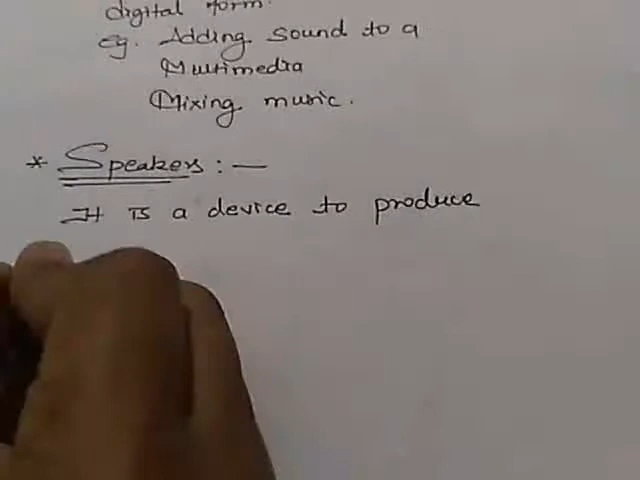 digital form.
Eg. Adding Sound to a
Multimedia
Mixing music.
* Speakers : —
It is a device to produce